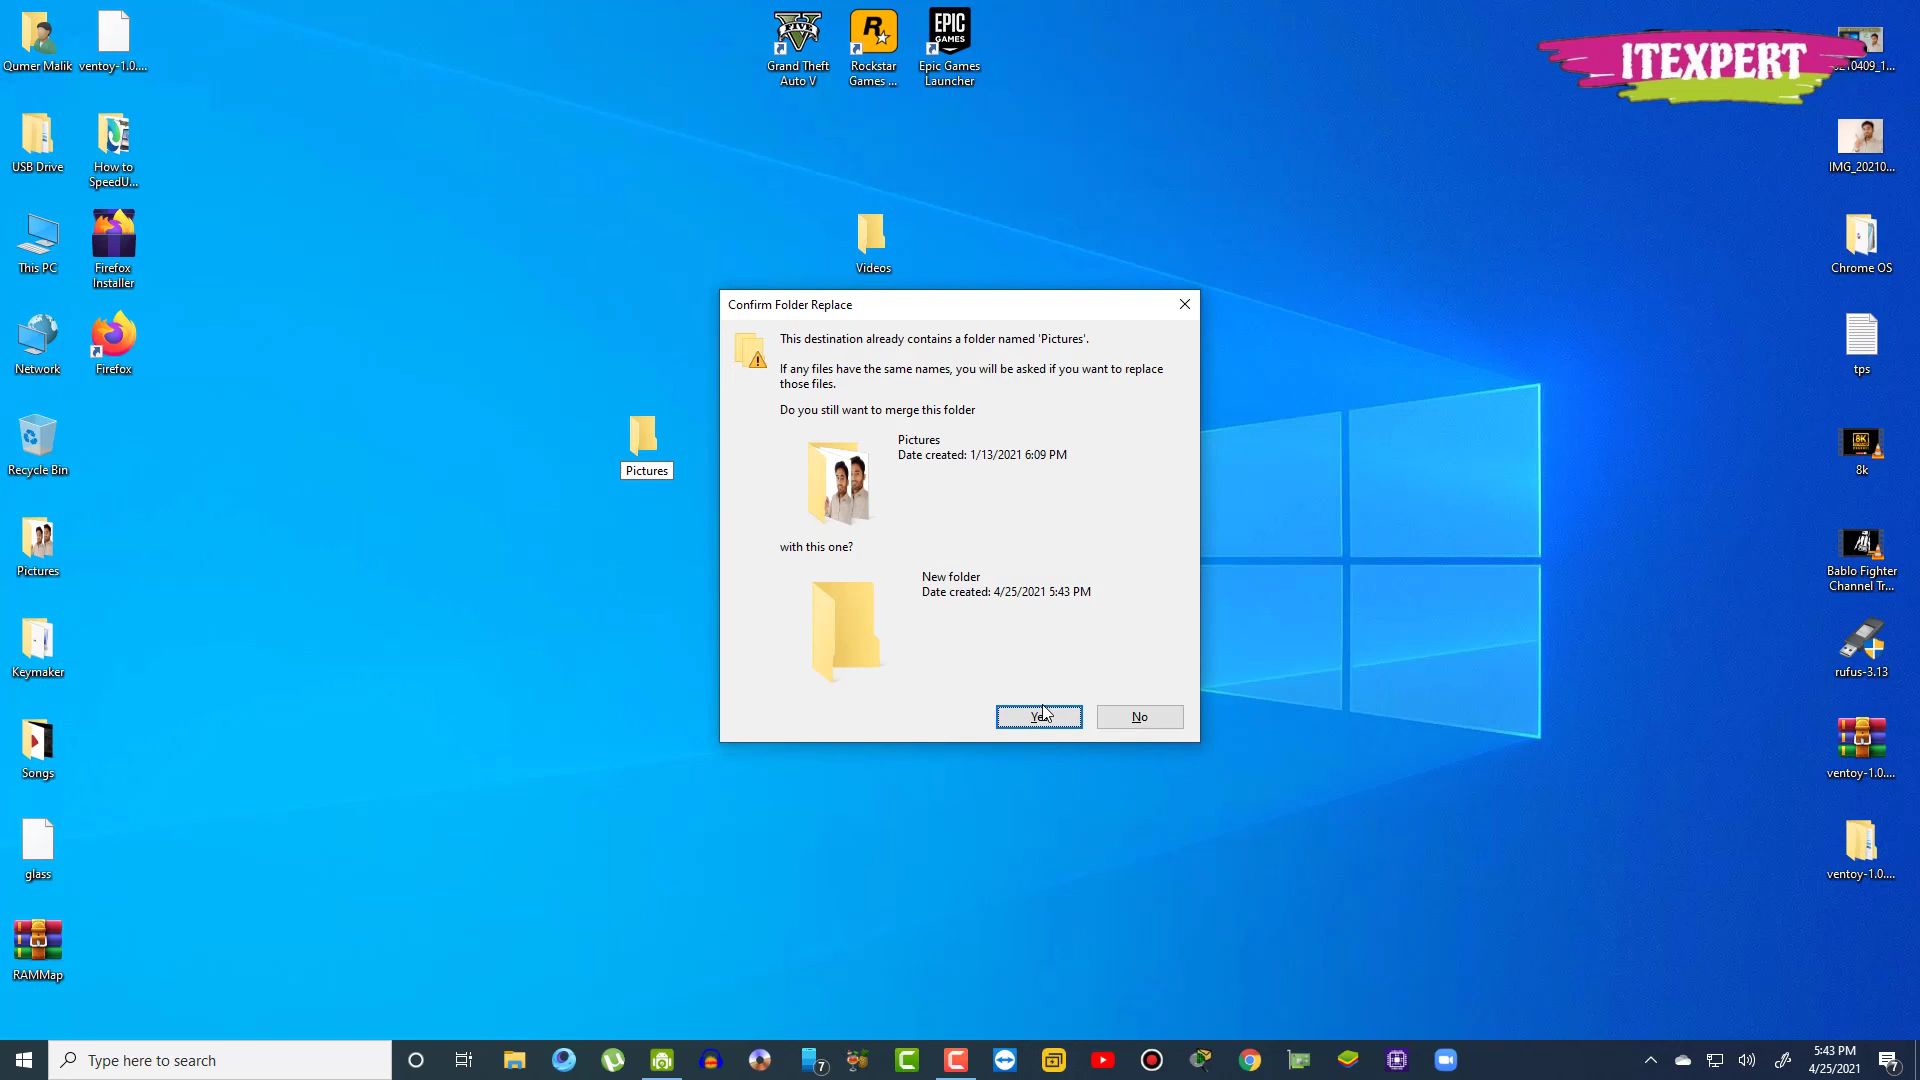 Qumer Malik
ventoy-1.0....
Grand Theft
Auto V
Rockstar
Games ...
EPIC
GAMES
Epic Games
Launcher
ITEXPERT
10409_1...
USB Drive
How to
SpeedU...
IMG_20210...
This PC
Firefox
Installer
Videos
Chrome OS
Network
Firefox
tps
Recycle Bin
Pictures
8K
8k
Pictures
Bablo Fighter
Channel Tr...
Keymaker
rufus-3.13
Songs
ventoy-1.0....
glass
ventoy-1.0....
RAMMap
Confirm Folder Replace
This destination already contains a folder named 'Pictures'.
If any files have the same names, you will be asked if you want to replace
those files.
Do you still want to merge this folder
Pictures
Date created: 1/13/2021 6:09 PM
with this one?
New folder
Date created: 4/25/2021 5:43 PM
Yes
No
Type here to search
7
5:43 PM
4/25/2021
7